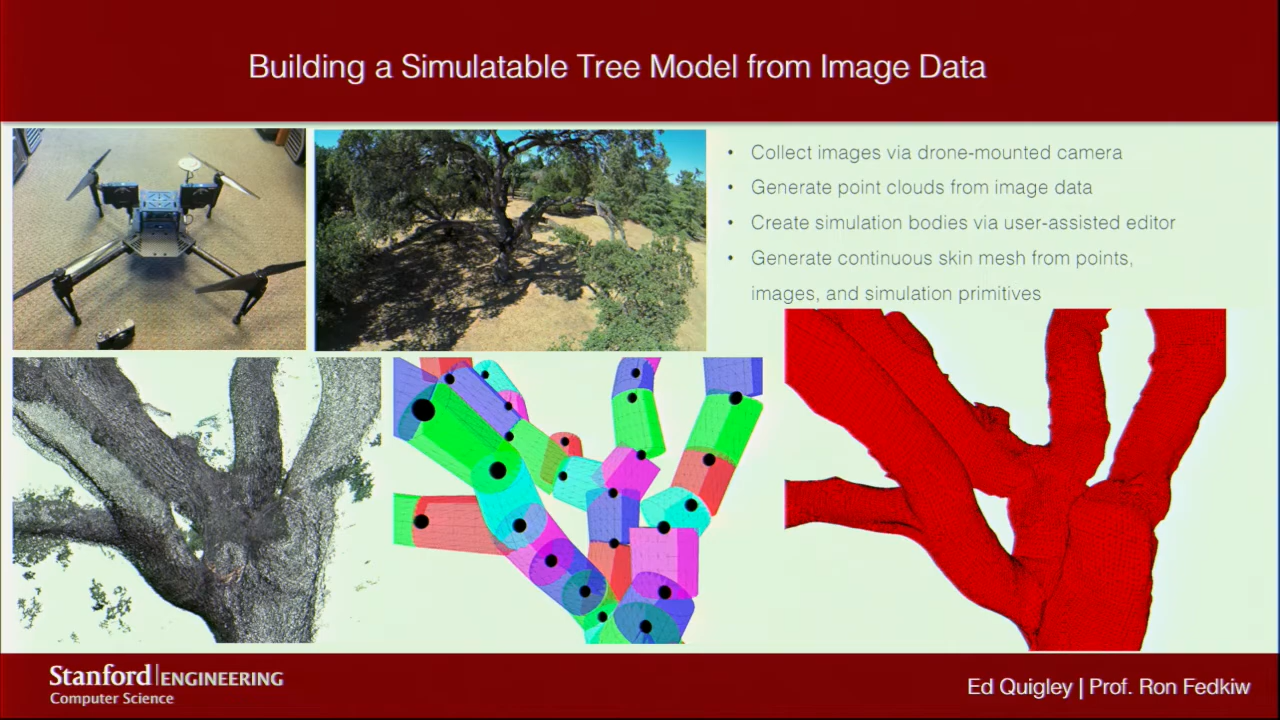 Building a Simulatable Tree Model from Image Data
• Collect images via drone-mounted camera
• Generate point clouds from image data
• Create simulation bodies via user-assisted editor
• Generate continuous skin mesh from points,
images, and simulation primitives
Stanford | ENGINEERING
Computer Science
Ed Quigley | Prof. Ron Fedkiw